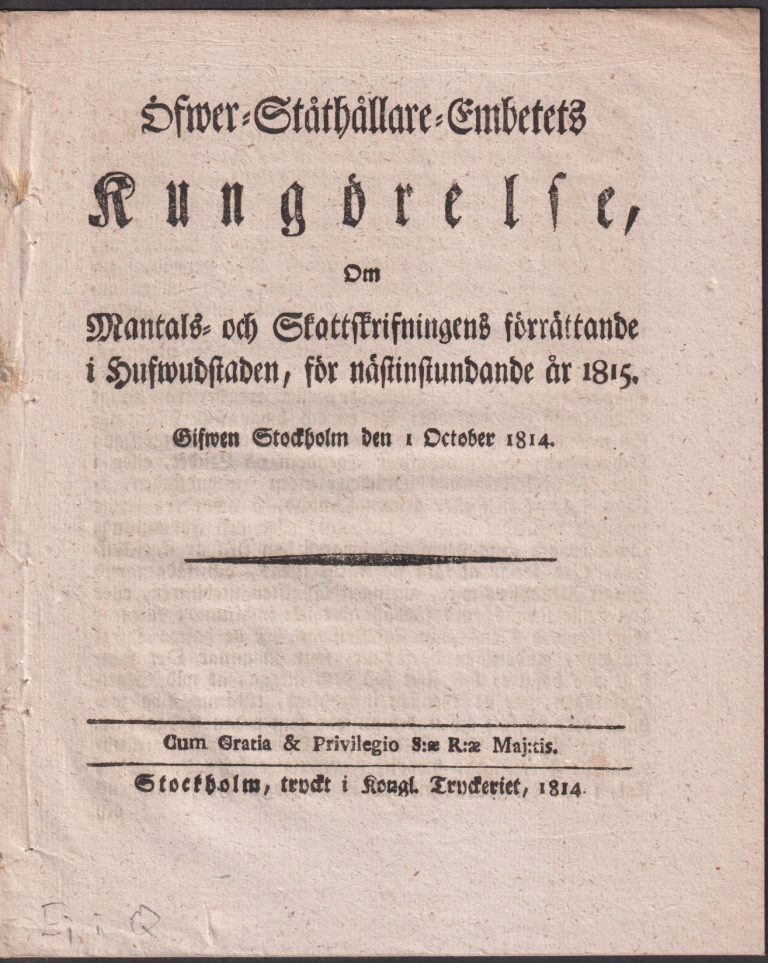 Öfwer-Ståthållare-Embetets
Kungörelse,
Om
Mantals- och Skattskrifningens förrättande
i Hufwudstaden, för nästinstundande år 1815.
Gifwen Stockholm den 1 October 1814.
Cum Gratia & Privilegio S:æ R:æ Maj:tis.
Stockholm, tryckt i Kongl. Tryckeriet, 1814.
Ej i Q